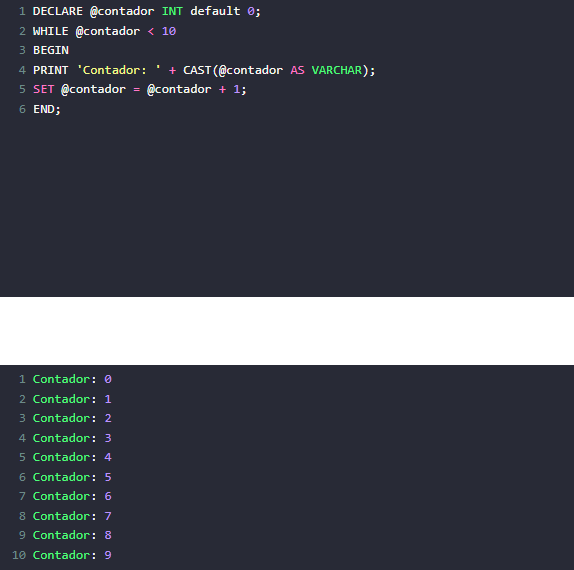 1 DECLARE @contador INT default 0;
2 WHILE @contador < 10
3 BEGIN
4 PRINT 'Contador: ' + CAST(@contador AS VARCHAR);
5 SET @contador = @contador + 1;
6 END;
1 Contador: 0
2 Contador: 1
3 Contador: 2
4 Contador: 3
5 Contador: 4
6 Contador: 5
7 Contador: 6
8 Contador: 7
9 Contador: 8
10 Contador: 9